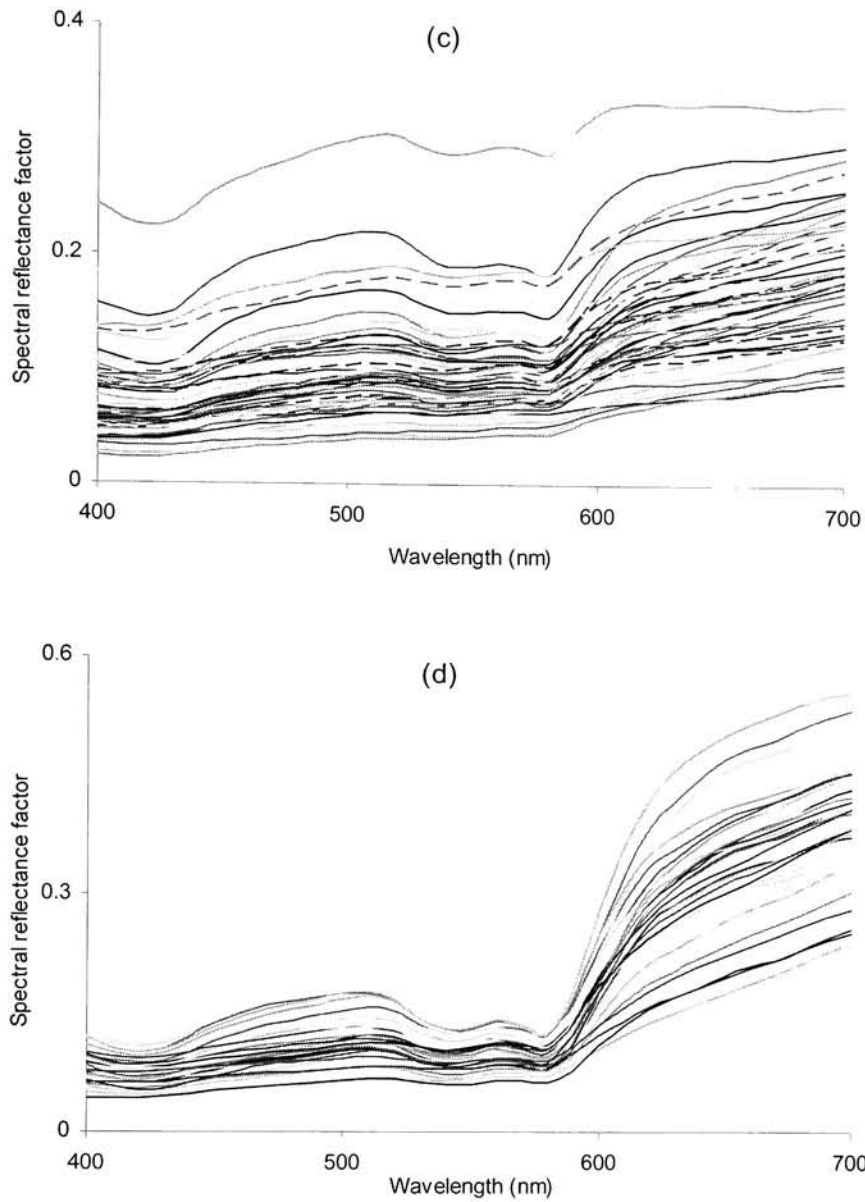 (c)
0.4
0.2
0
Spectral reflectance factor
400 500 600 700
Wavelength (nm)
(d)
0.6
0.3
0
Spectral reflectance factor
400 500 600 700
Wavelength (nm)